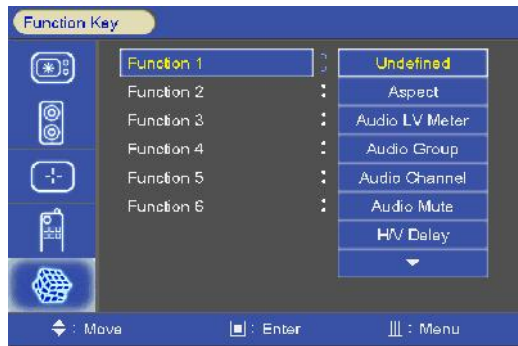 Function Key
Function 1 : Undefined
Function 2 : Aspect
Function 3 : Audio LV Meter
Function 4 : Audio Group
Function 5 : Audio Channel
Function 6 : Audio Mute
H/V Delay
: Move : Enter : Menu